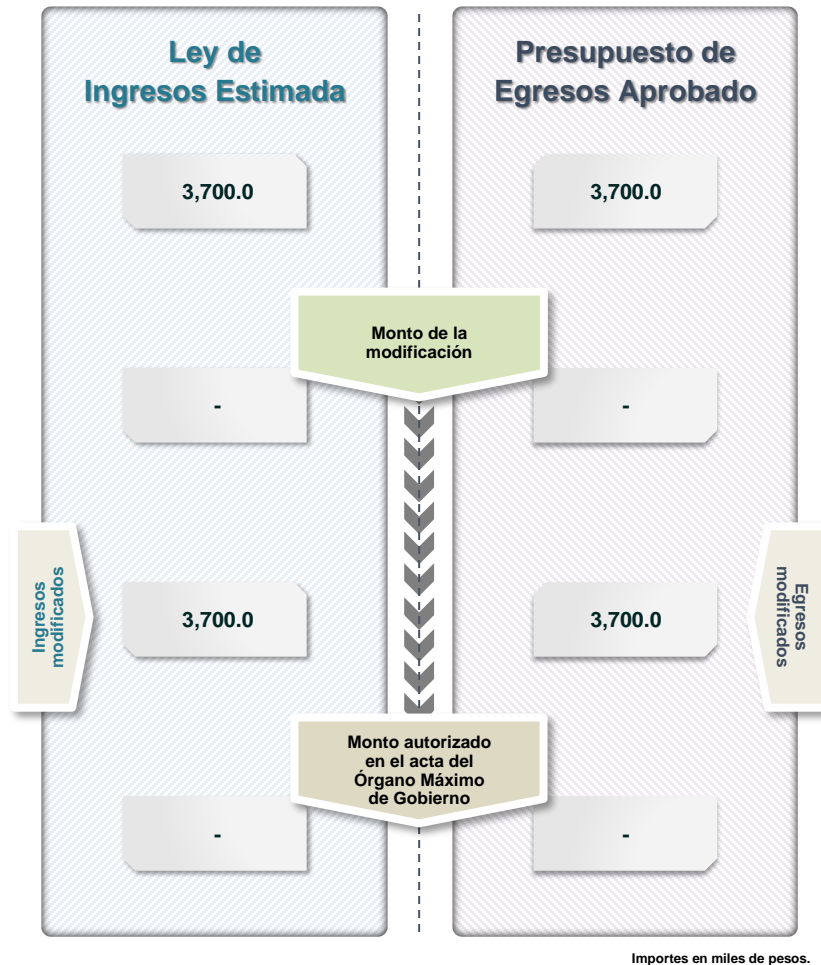 Ley de
Ingresos Estimada
Presupuesto de
Egresos Aprobado
3,700.0
3,700.0
Monto de la
modificación
-
-
Ingresos
modificados
3,700.0
3,700.0
Egresos
modificados
Monto autorizado
en el acta del
Órgano Máximo
de Gobierno
-
-
Importes en miles de pesos.